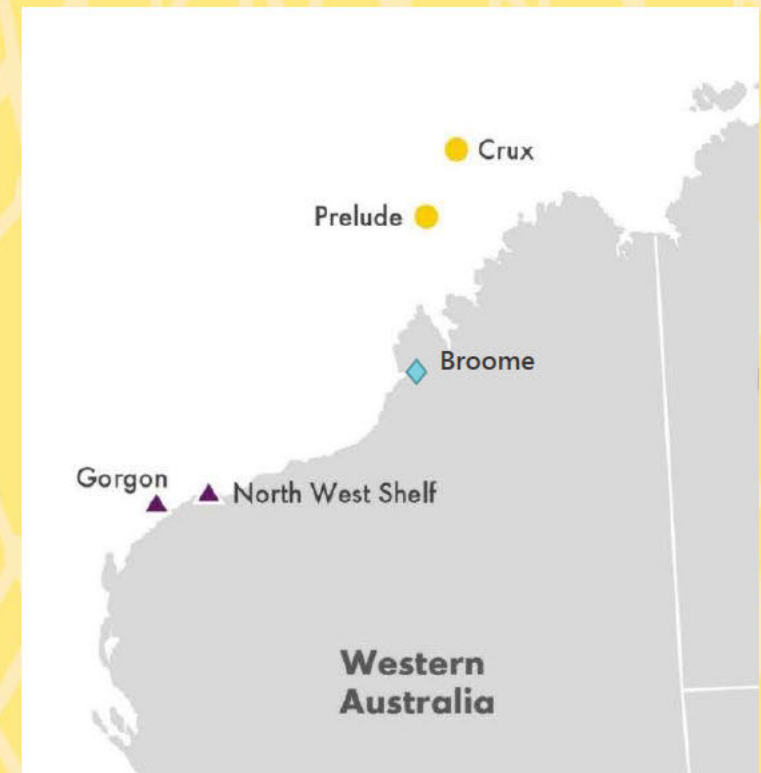 Crux
Prelude
Broome
Gorgon
North West Shelf
Western
Australia